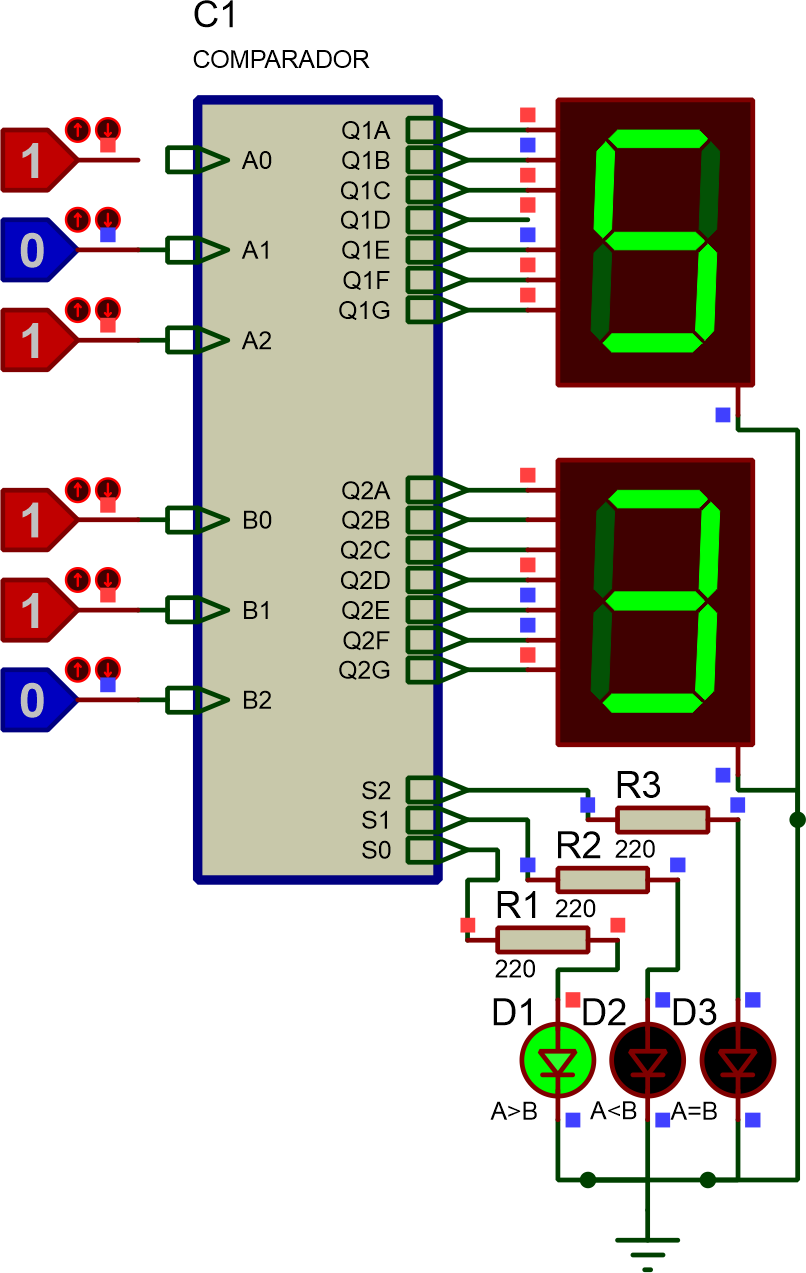 C1
COMPARADOR
1
A0
0
A1
1
A2
1
B0
1
B1
0
B2
Q1A
Q1B
Q1C
Q1D
Q1E
Q1F
Q1G
Q2A
Q2B
Q2C
Q2D
Q2E
Q2F
Q2G
S2
S1
S0
5
3
R3
220
R2
220
R1
220
D1
D2
D3
A>B
A<B
A=B